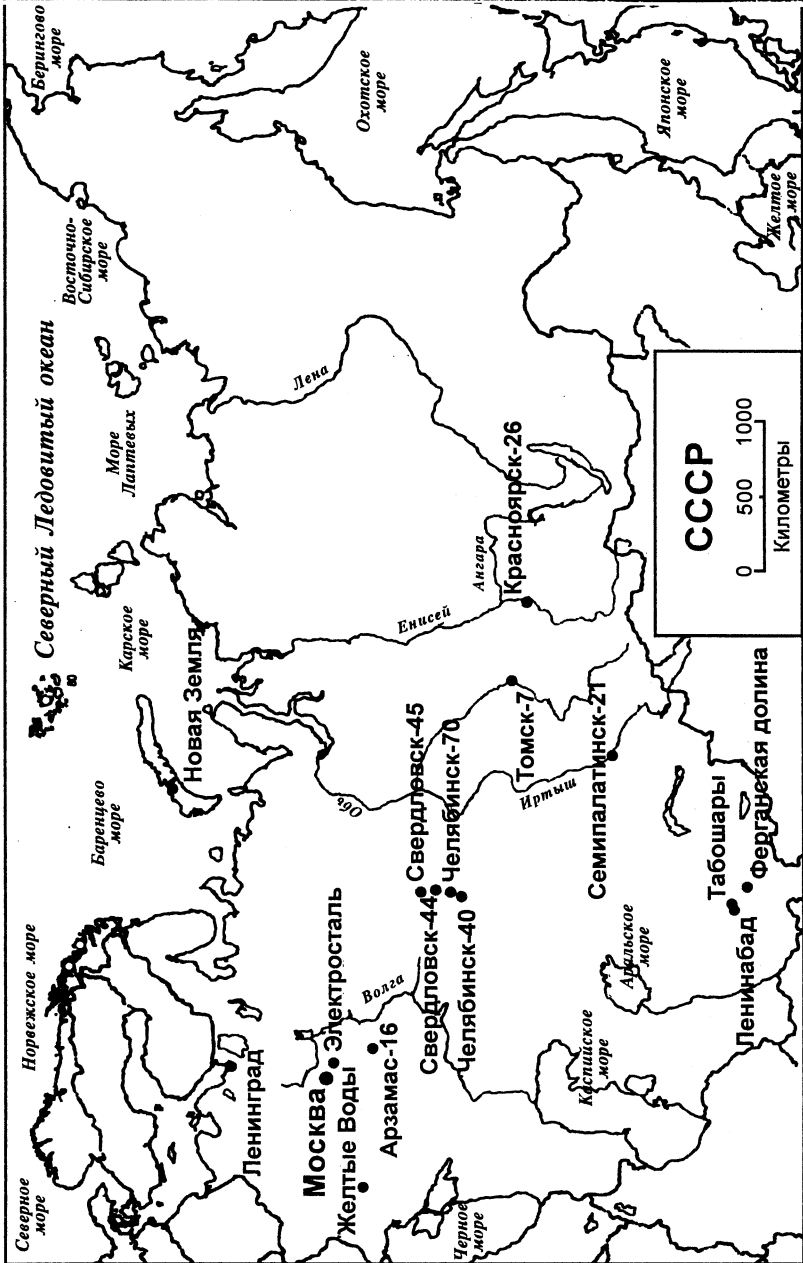 Северный Ледовитый океан
Северное
море
Норвежское море
Баренцево
море
Карское
море
Море
Лаптевых
Восточно-
Сибирское
море
Берингово
море
Новая Земля
Ленинград
Обь
Енисей
Лена
Охотское
море
Москва
Электросталь
Желтые Воды
Арзамас-16
Волга
Свердловск-45
Свердловск-44
Челябинск-70
Челябинск-40
Томск-7
Иртыш
Ангара
Красноярск-26
Семипалатинск-21
Черное
море
Каспийское
море
Аральское
море
Табошары
Ленинабад
Ферганская долина
Японское
море
Желтое
море
СССР
0 500 1000
Километры